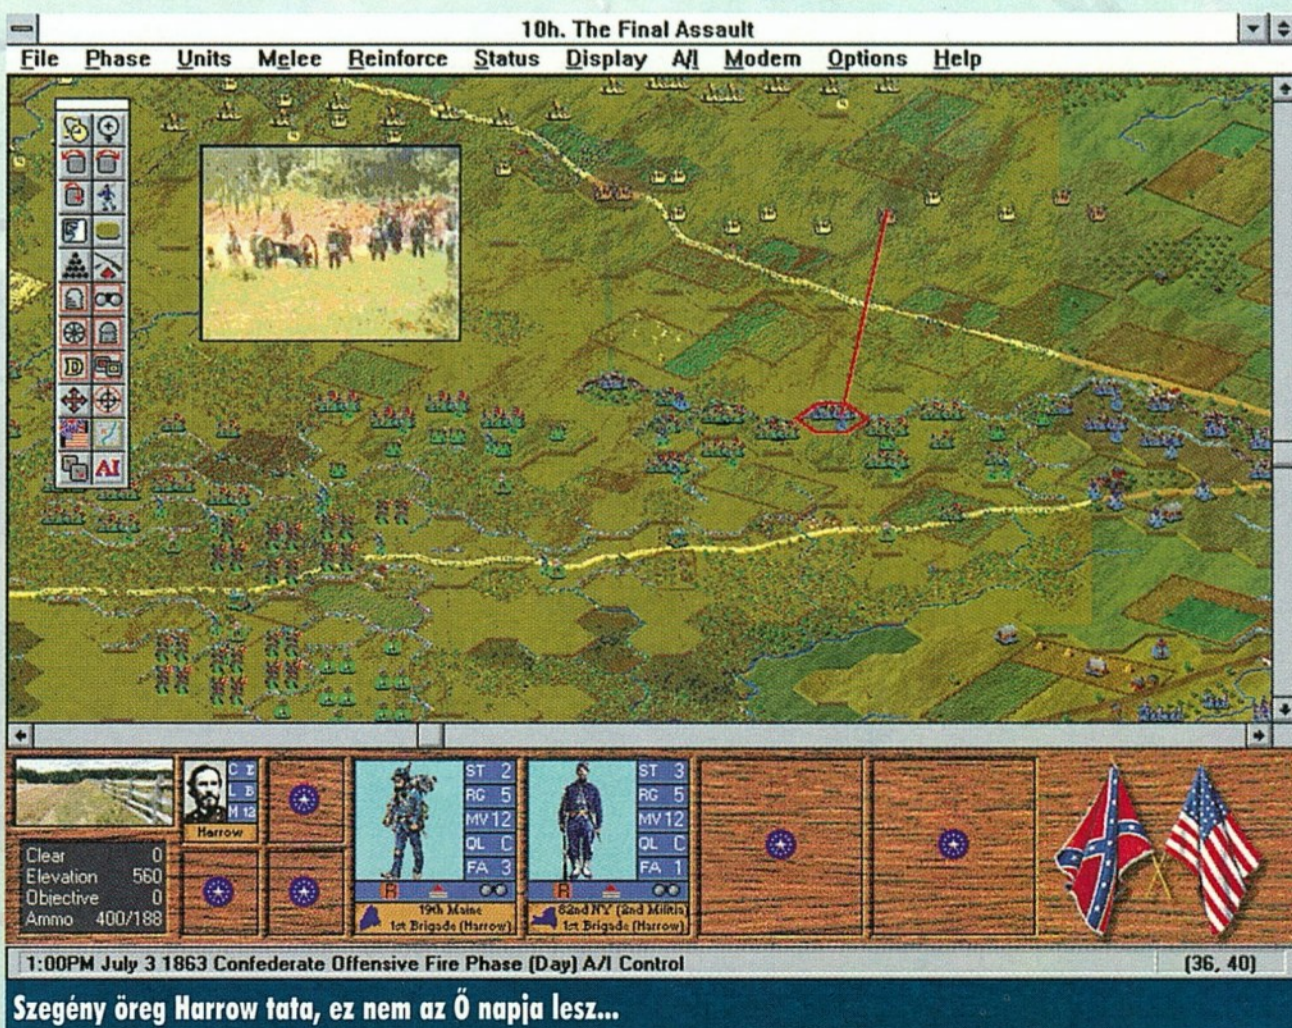 10h. The Final Assault
File Phase Units Melee Reinforce Status Display A/I Modem Options Help
D
AI
C E
L B
M 12
Harrow
Clear 0
Elevation 560
Objective 0
Ammo 400/188
ST 2
RG 5
MV 12
QL C
FA 3
R
19th Maine
1st Brigade (Harrow)
ST 3
RG 5
MV 12
QL C
FA 1
R
82nd NY (2nd Militia)
1st Brigade (Harrow)
1:00PM July 3 1863 Confederate Offensive Fire Phase (Day) A/I Control (36, 40)
Szegény öreg Harrow tata, ez nem az Ő napja lesz...